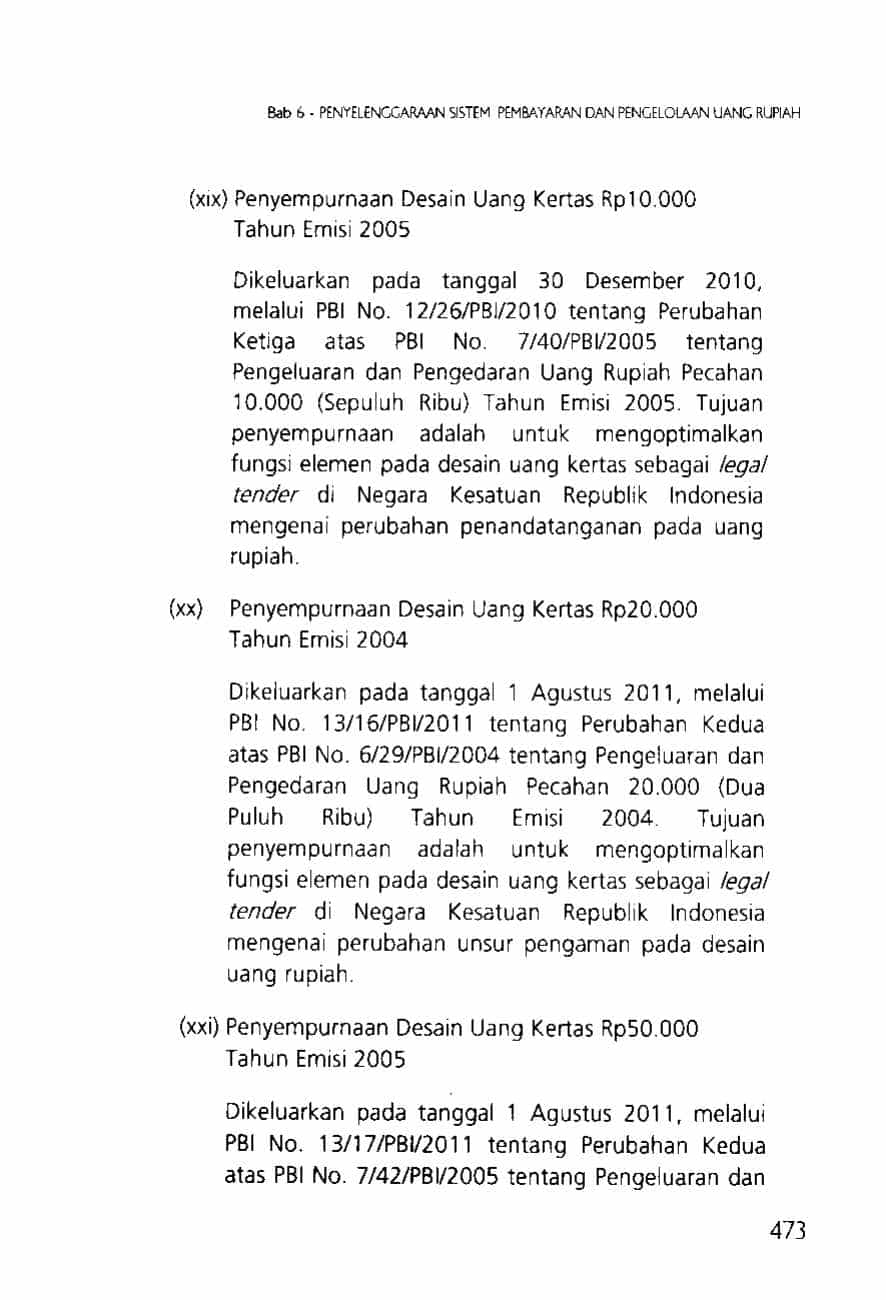 Bab 6 - PENYELENGGARAAN SISTEM PEMBAYARAN DAN PENGELOLAAN UANG RUPIAH
(xix) Penyempurnaan Desain Uang Kertas Rp10.000
Tahun Emisi 2005
Dikeluarkan pada tanggal 30 Desember 2010,
melalui PBI No. 12/26/PBI/2010 tentang Perubahan
Ketiga atas PBI No. 7/40/PBI/2005 tentang
Pengeluaran dan Pengedaran Uang Rupiah Pecahan
10.000 (Sepuluh Ribu) Tahun Emisi 2005. Tujuan
penyempurnaan adalah untuk mengoptimalkan
fungsi elemen pada desain uang kertas sebagai legal
tender di Negara Kesatuan Republik Indonesia
mengenai perubahan penandatanganan pada uang
rupiah.
(xx) Penyempurnaan Desain Uang Kertas Rp20.000
Tahun Emisi 2004
Dikeluarkan pada tanggal 1 Agustus 2011, melalui
PBI No. 13/16/PBI/2011 tentang Perubahan Kedua
atas PBI No. 6/29/PBI/2004 tentang Pengeluaran dan
Pengedaran Uang Rupiah Pecahan 20.000 (Dua
Puluh Ribu) Tahun Emisi 2004. Tujuan
penyempurnaan adalah untuk mengoptimalkan
fungsi elemen pada desain uang kertas sebagai legal
tender di Negara Kesatuan Republik Indonesia
mengenai perubahan unsur pengaman pada desain
uang rupiah.
(xxi) Penyempurnaan Desain Uang Kertas Rp50.000
Tahun Emisi 2005
Dikeluarkan pada tanggal 1 Agustus 2011, melalui
PBI No. 13/17/PBI/2011 tentang Perubahan Kedua
atas PBI No. 7/42/PBI/2005 tentang Pengeluaran dan
473